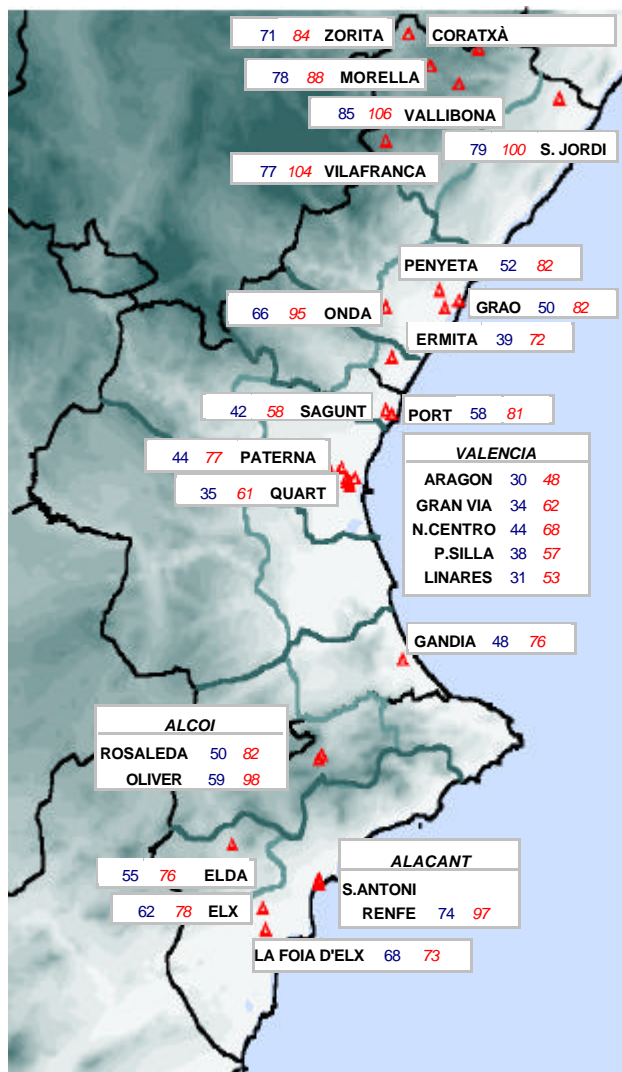 71 84 ZORITA
CORATXÀ
78 88 MORELLA
85 106 VALLIBONA
79 100 S. JORDI
77 104 VILAFRANCA
PENYETA 52 82
66 95 ONDA
GRAO 50 82
ERMITA 39 72
42 58 SAGUNT
PORT 58 81
44 77 PATERNA
35 61 QUART
VALENCIA
ARAGON 30 48
GRAN VIA 34 62
N.CENTRO 44 68
P.SILLA 38 57
LINARES 31 53
GANDIA 48 76
ALCOI
ROSALEDA 50 82
OLIVER 59 98
55 76 ELDA
62 78 ELX
ALACANT
S.ANTONI
RENFE 74 97
LA FOIA D'ELX 68 73